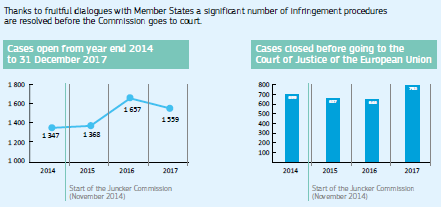 Thanks to fruitful dialogues with Member States a significant number of infringement procedures
are resolved before the Commission goes to court.
Cases open from year end 2014
to 31 December 2017
1 800
1 600
1 400
1 200
1 000
1 347
1 368
1 657
1 559
2014
2015
2016
2017
Start of the Juncker Commission
(November 2014)
Cases closed before going to the
Court of Justice of the European Union
800
700
600
500
400
300
200
100
2014
2015
2016
2017
Start of the Juncker Commission
(November 2014)